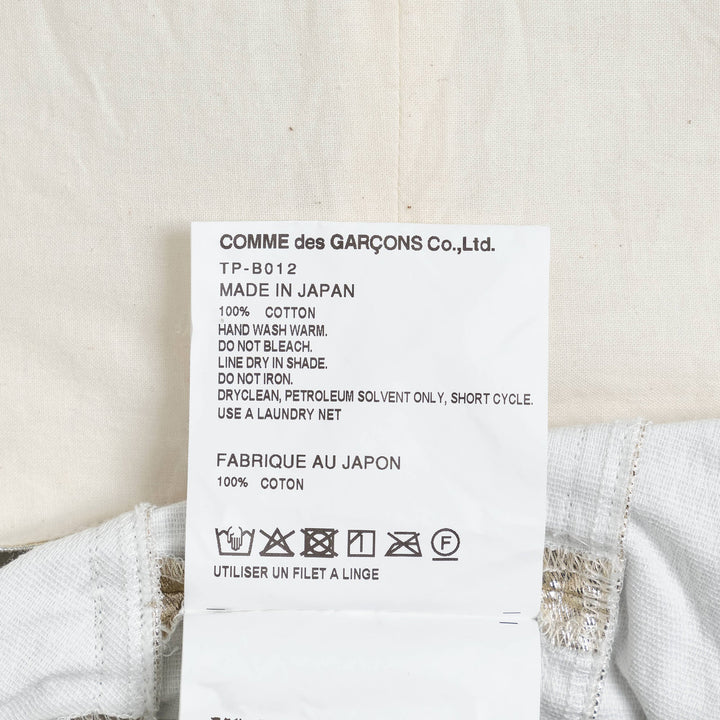 COMME des GARÇONS Co.,Ltd.
TP-B012
MADE IN JAPAN
100% COTTON
HAND WASH WARM.
DO NOT BLEACH.
LINE DRY IN SHADE.
DO NOT IRON.
DRYCLEAN, PETROLEUM SOLVENT ONLY, SHORT CYCLE.
USE A LAUNDRY NET
FABRIQUE AU JAPON
100% COTON
F
UTILISER UN FILET A LINGE